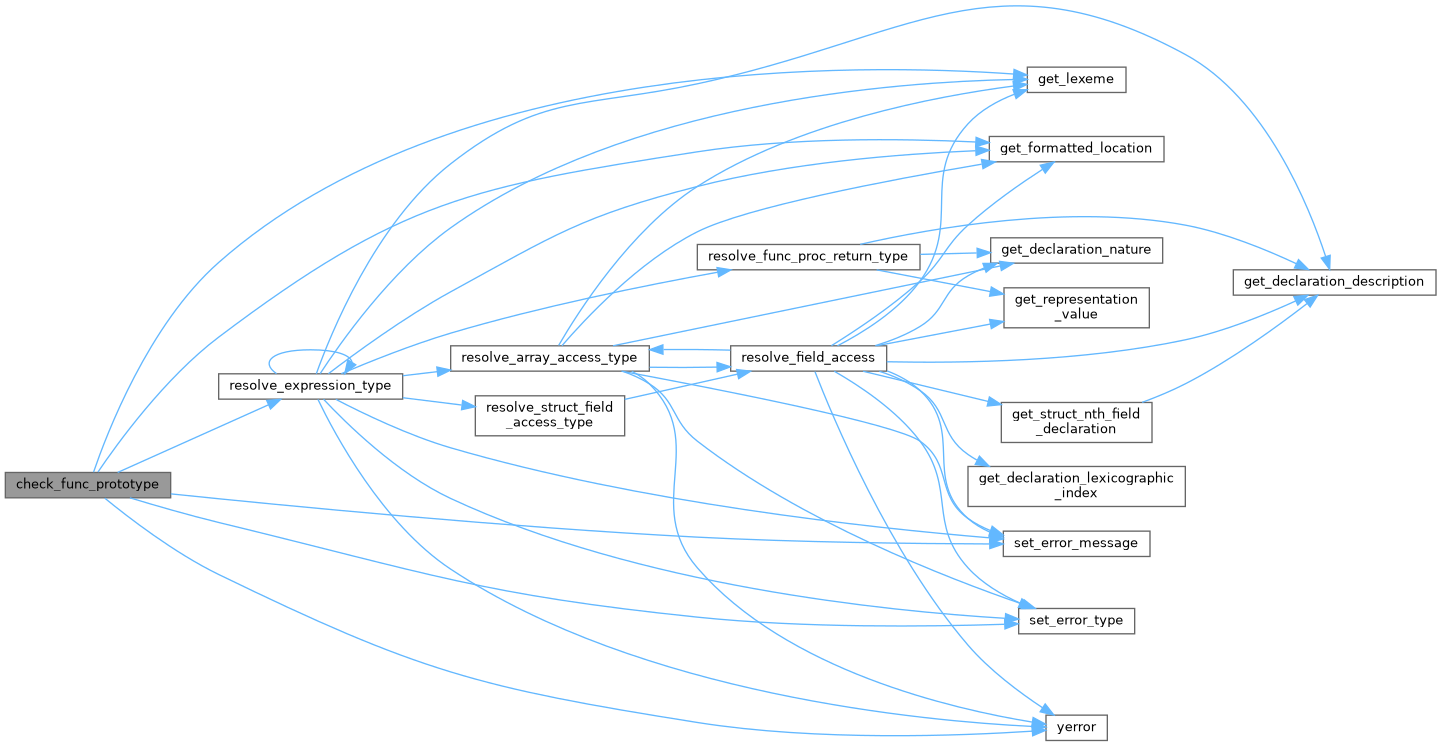 get_lexeme
get_formatted_location
resolve_func_proc_return_type
get_declaration_nature
get_declaration_description
get_representation
_value
resolve_array_access_type
resolve_field_access
resolve_expression_type
resolve_struct_field
_access_type
get_struct_nth_field
_declaration
check_func_prototype
get_declaration_lexicographic
_index
set_error_message
set_error_type
yerror